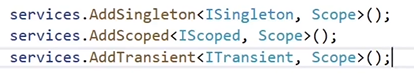 services.AddSingleton<ISingleton, Scope>();
services.AddScoped<IScoped, Scope>();
services.AddTransient<ITransient, Scope>();